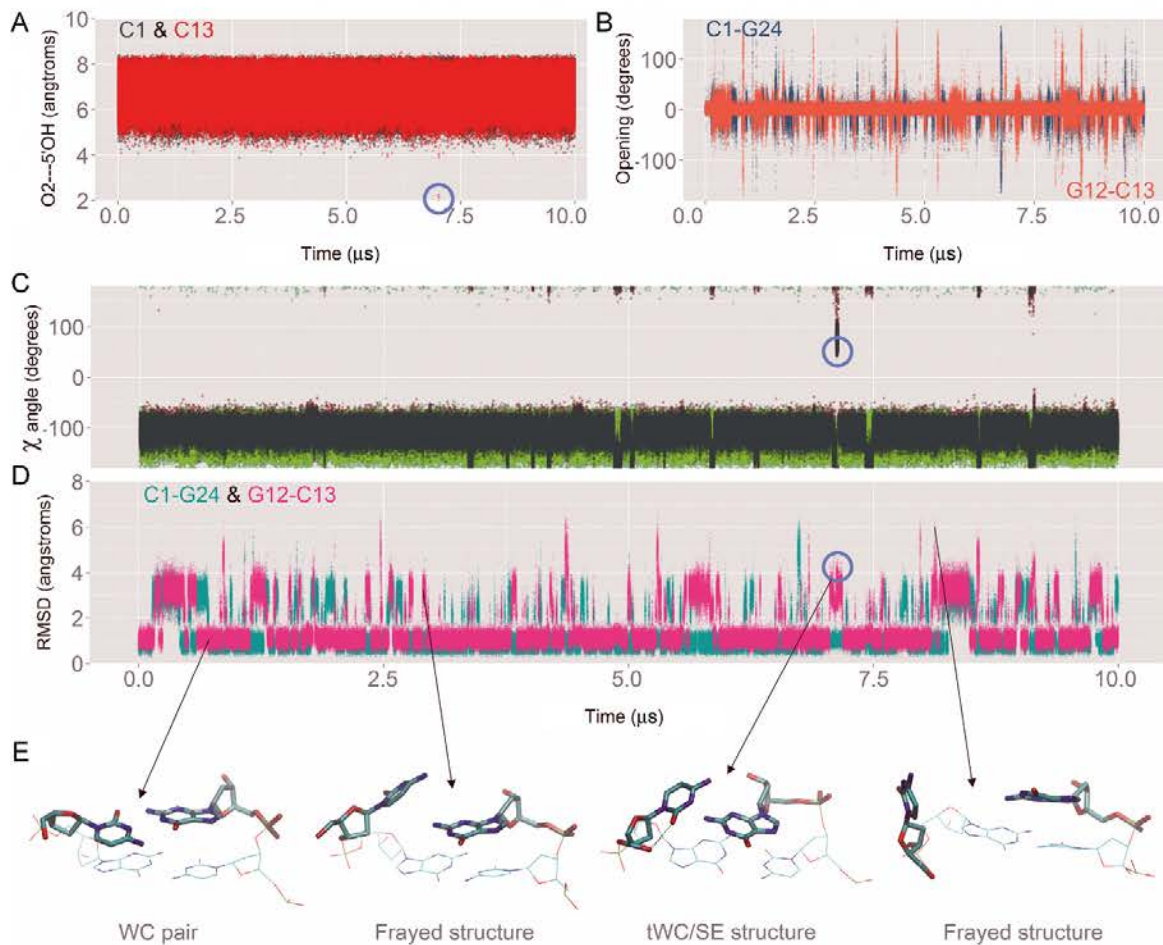 A
C1 & C13
O2---5'OH (angtroms)
10
8
6
4
2
0.0
2.5
5.0
7.5
10.0
Time (µs)
B
C1-G24
Opening (degrees)
100
0
-100
G12-C13
0.0
2.5
5.0
7.5
10.0
Time (µs)
C
χ angle (degrees)
100
0
-100
D
C1-G24 & G12-C13
RMSD (angstroms)
8
6
4
2
0
0.0
2.5
5.0
7.5
10.0
Time (µs)
E
WC pair
Frayed structure
tWC/SE structure
Frayed structure